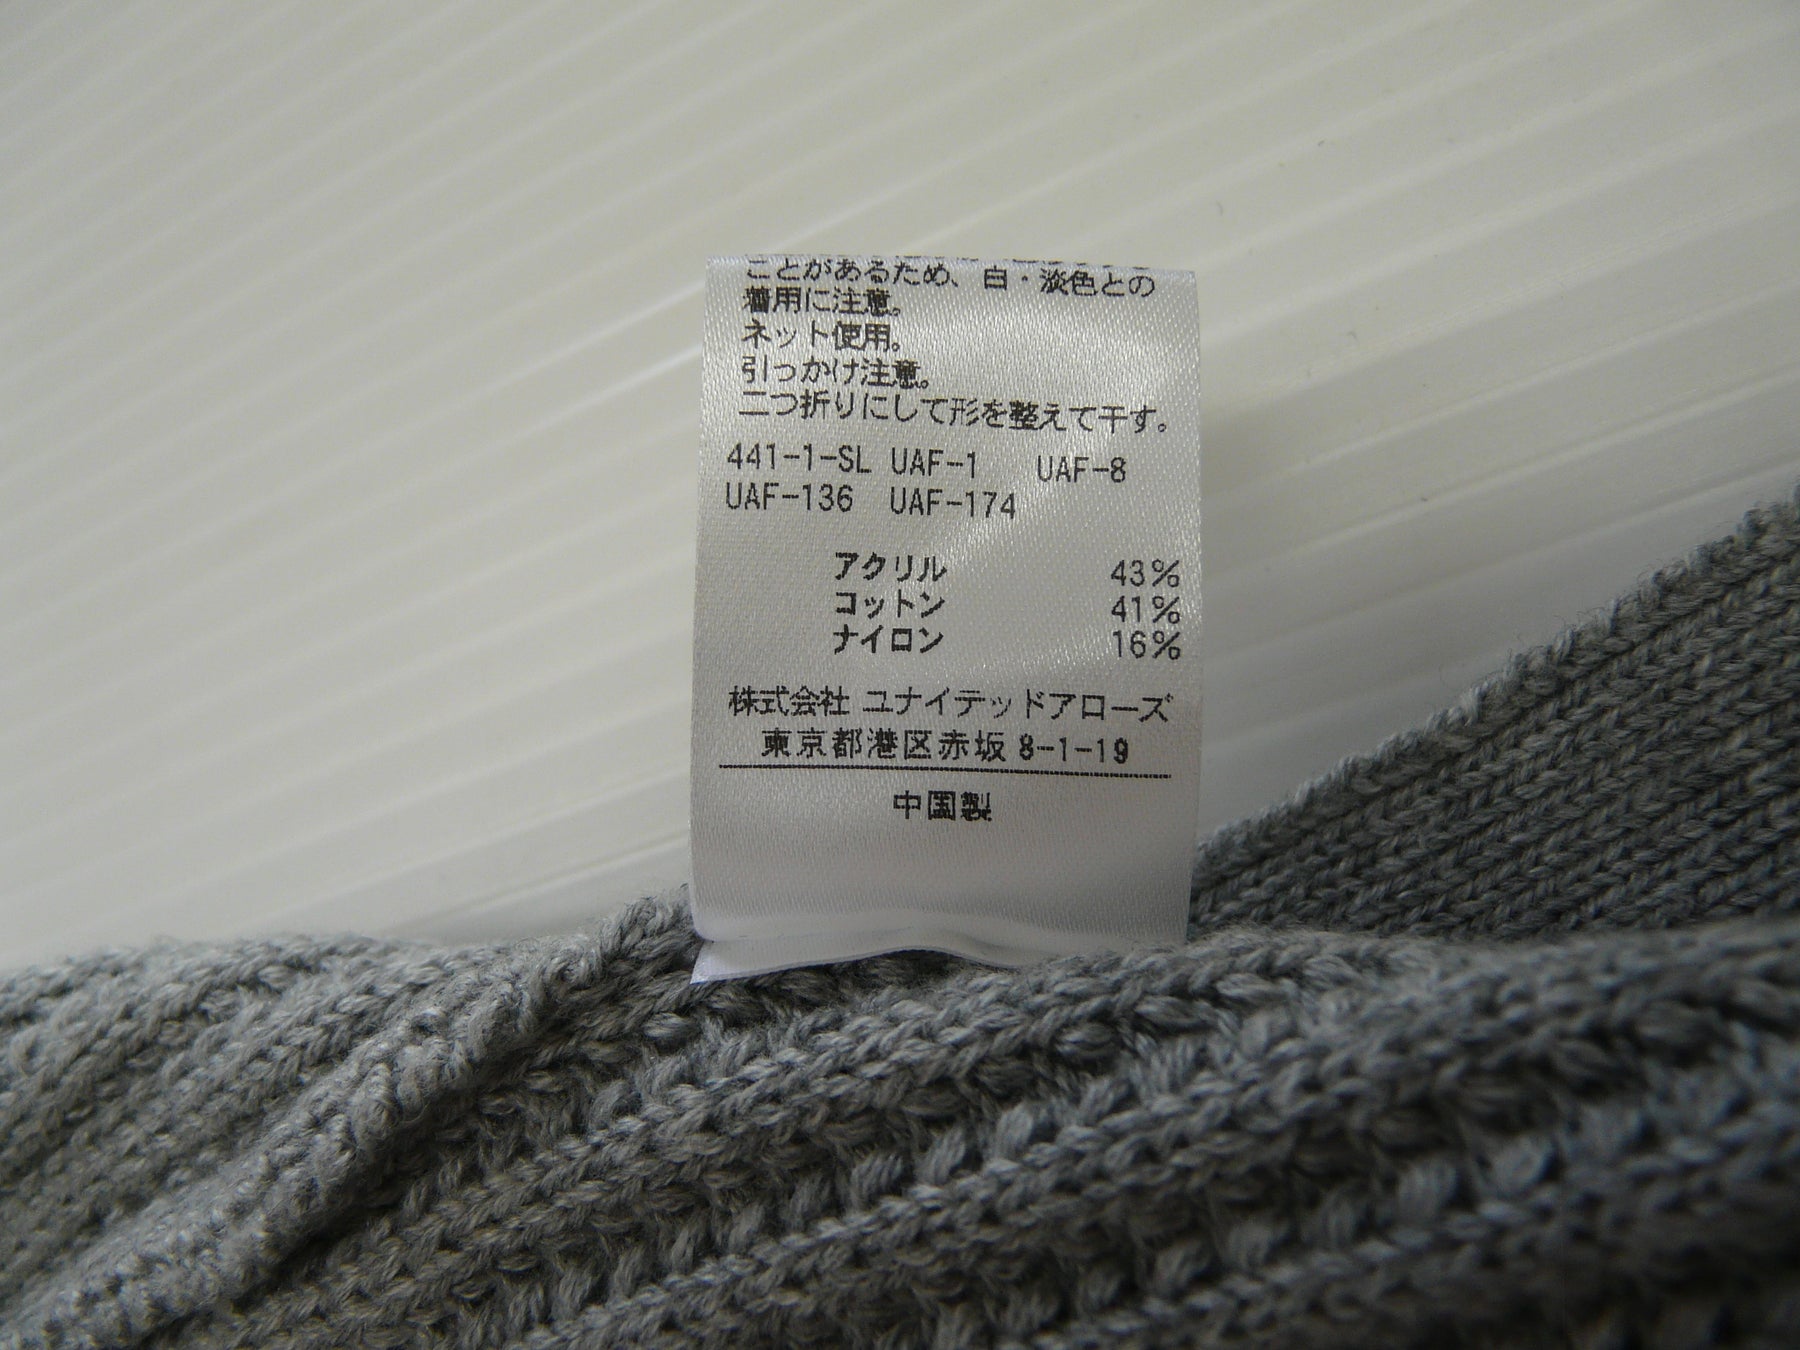 ことがあるため、白・淡色との
着用に注意。
ネット使用。
引っかけ注意。
二つ折りにして形を整えて干す。
441-1-SL UAF-1 UAF-8
UAF-136 UAF-174
アクリル 43%
コットン 41%
ナイロン 16%
株式会社 ユナイテッドアローズ
東京都港区赤坂 8-1-19
中国製